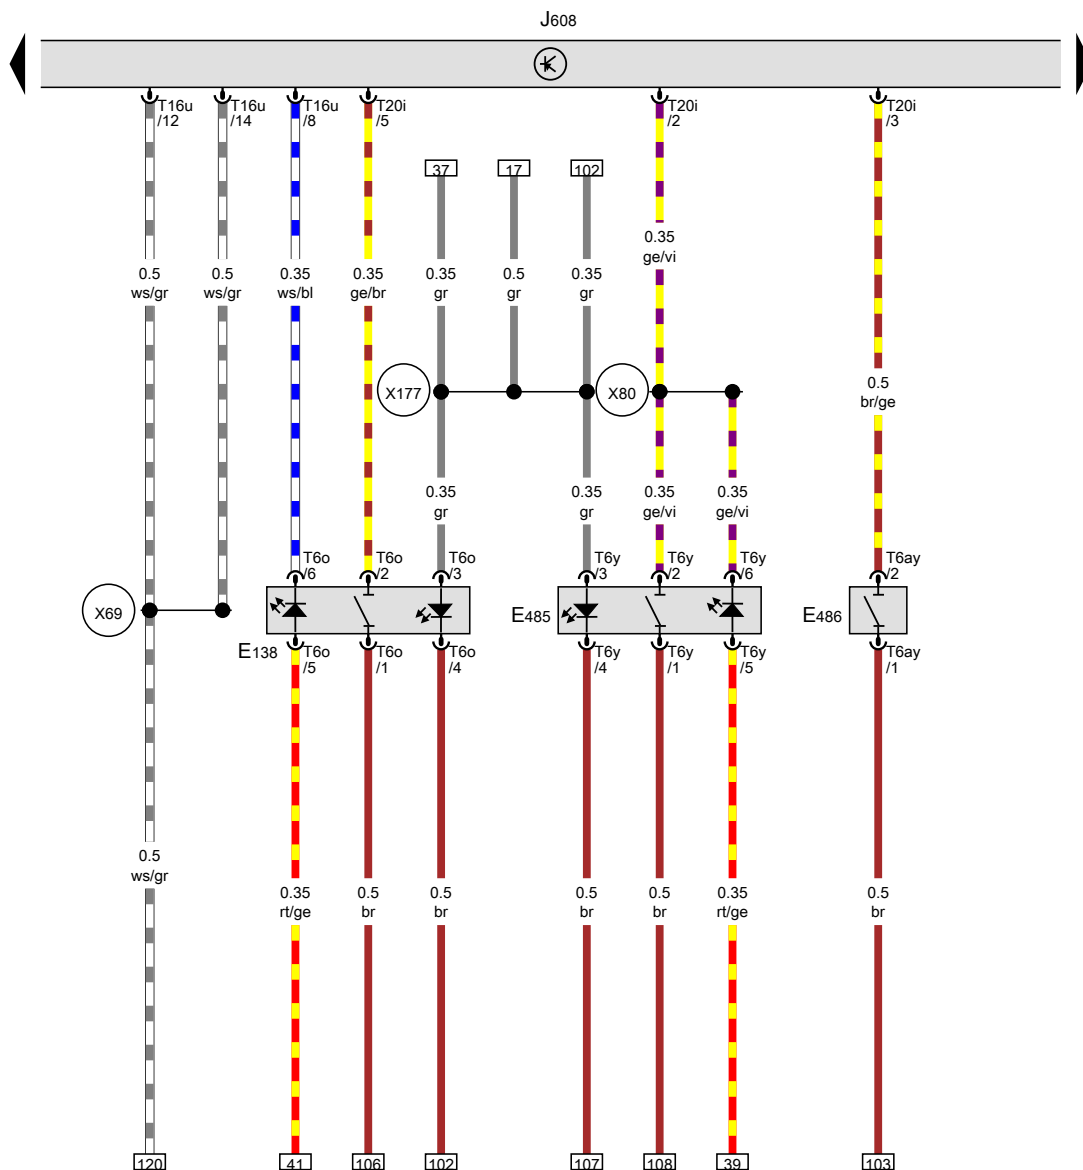 J608
T16u T16u T16u T20i T20i T20i
/12 /14 /8 /5 /2 /3
37 17 102
0.35
ge/vi
0.5 0.5 0.35 0.35 0.35 0.5 0.35
ws/gr ws/gr ws/bl ge/br gr gr gr
0.5
br/ge
X177 X80
0.35 0.35 0.35 0.35
gr gr ge/vi ge/vi
T6o T6o T6o T6y T6y T6y T6ay
/6 /2 /3 /3 /2 /6 /2
X69 E485 E486
E138 T6o T6o T6o T6y T6y T6y T6ay
/5 /1 /4 /4 /1 /5 /1
0.5
ws/gr
0.35 0.5 0.5 0.5 0.5 0.35 0.5
rt/ge br br br br rt/ge br
120 41 106 102 107 108 39 103